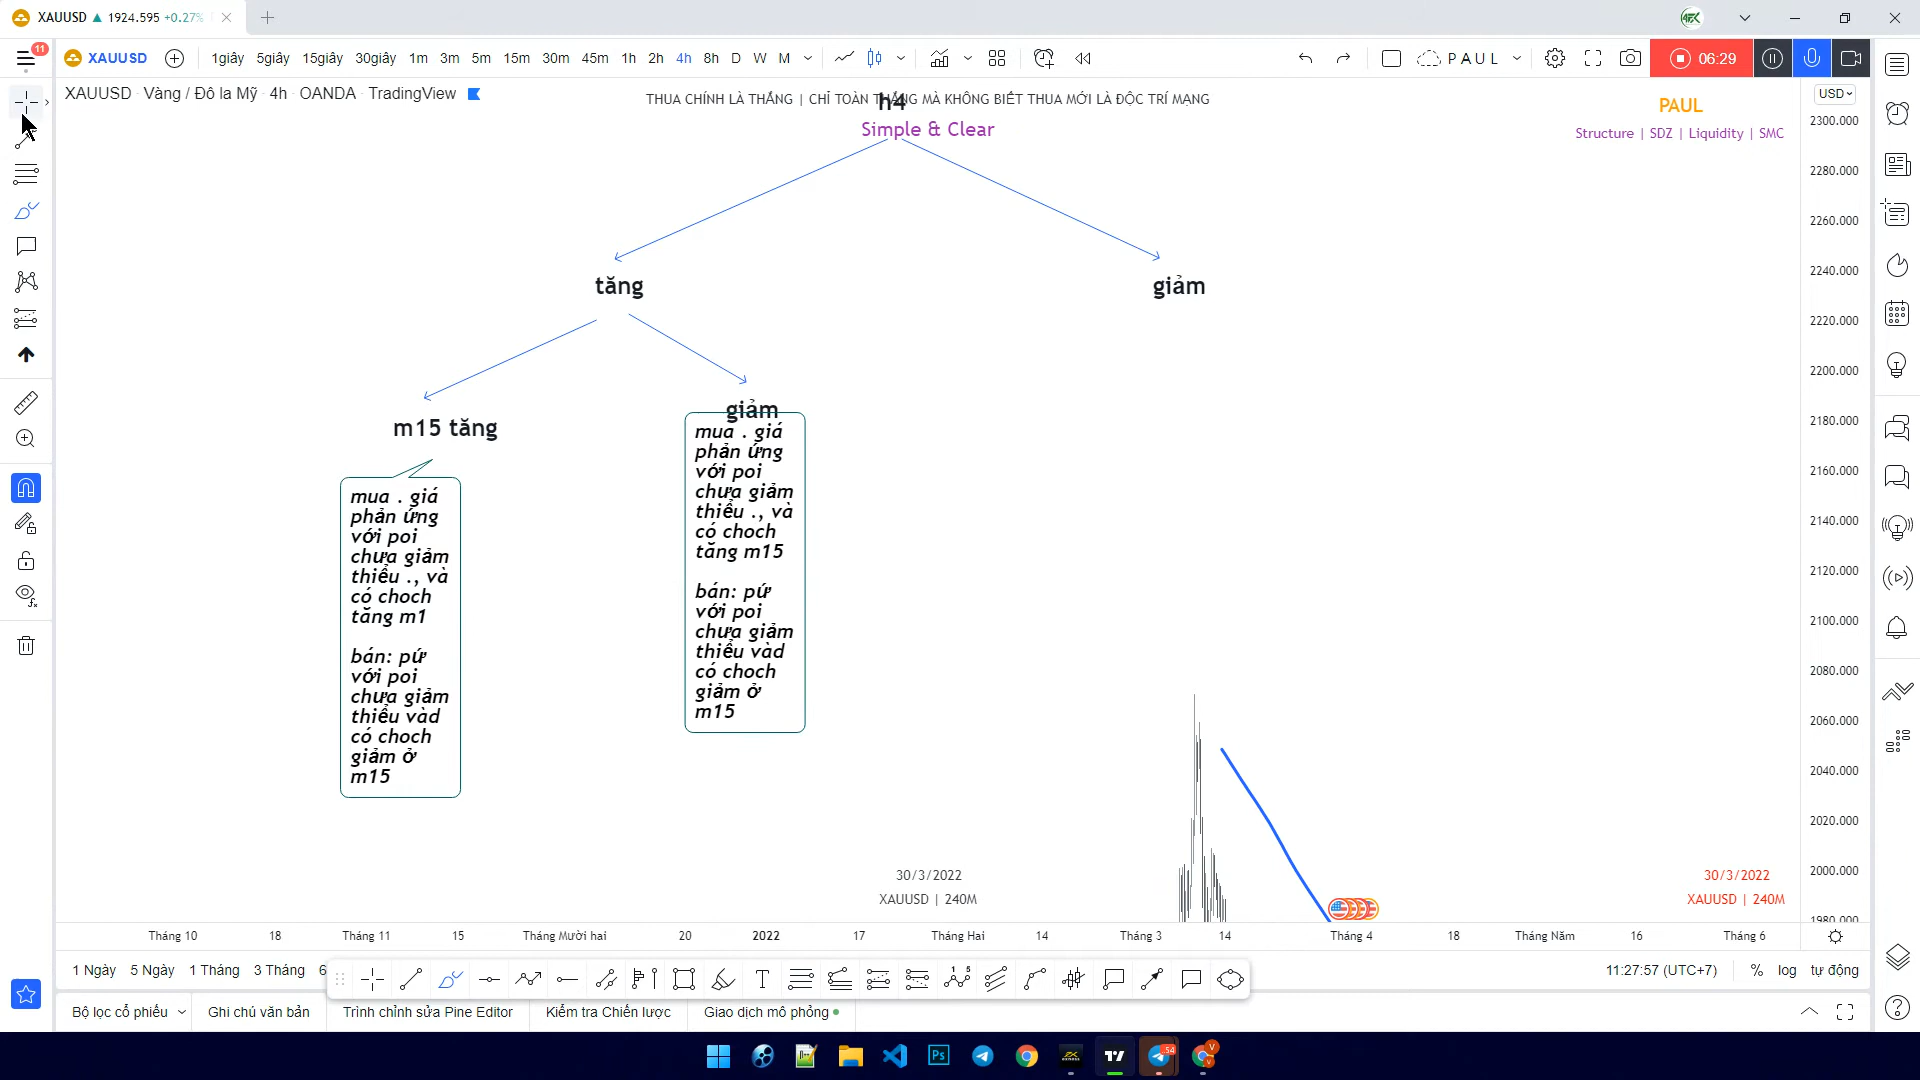 XAUUSD ▲ 1924.595 +0.27%
11
XAUUSD
1giây 5giây 15giây 30giây 1m 3m 5m 15m 30m 45m 1h 2h 4h 8h D W M
P A U L
06:29
XAUUSD · Vàng / Đô la Mỹ · 4h · OANDA · TradingView
THUA CHÍNH LÀ THẮNG | CHỈ TOÀN THẮNG MÀ KHÔNG BIẾT THUA MỚI LÀ ĐỘC TRÍ MẠNG
h4
Simple & Clear
PAUL
Structure | SDZ | Liquidity | SMC
USD
2300.000
2280.000
2260.000
2240.000
2220.000
2200.000
2180.000
2160.000
2140.000
2120.000
2100.000
2080.000
2060.000
2040.000
2020.000
2000.000
1980.000
tăng
giảm
m15 tăng
giảm
mua . giá
phản ứng
với poi
chưa giảm
thiểu ., và
có choch
tăng m1
bán: pứ
với poi
chưa giảm
thiểu vàd
có choch
giảm ở
m15
mua . giá
phản ứng
với poi
chưa giảm
thiểu ., và
có choch
tăng m15
bán: pứ
với poi
chưa giảm
thiểu vàd
có choch
giảm ở
m15
30/3/2022
XAUUSD | 240M
30/3/2022
XAUUSD | 240M
Tháng 10 18 Tháng 11 15 Tháng Mười hai 20 2022 17 Tháng Hai 14 Tháng 3 14 Tháng 4 18 Tháng Năm 16 Tháng 6
1 Ngày 5 Ngày 1 Tháng 3 Tháng 6
11:27:57 (UTC+7) % log tự động
Bộ lọc cổ phiếu Ghi chú văn bản Trình chỉnh sửa Pine Editor Kiểm tra Chiến lược Giao dịch mô phỏng
54